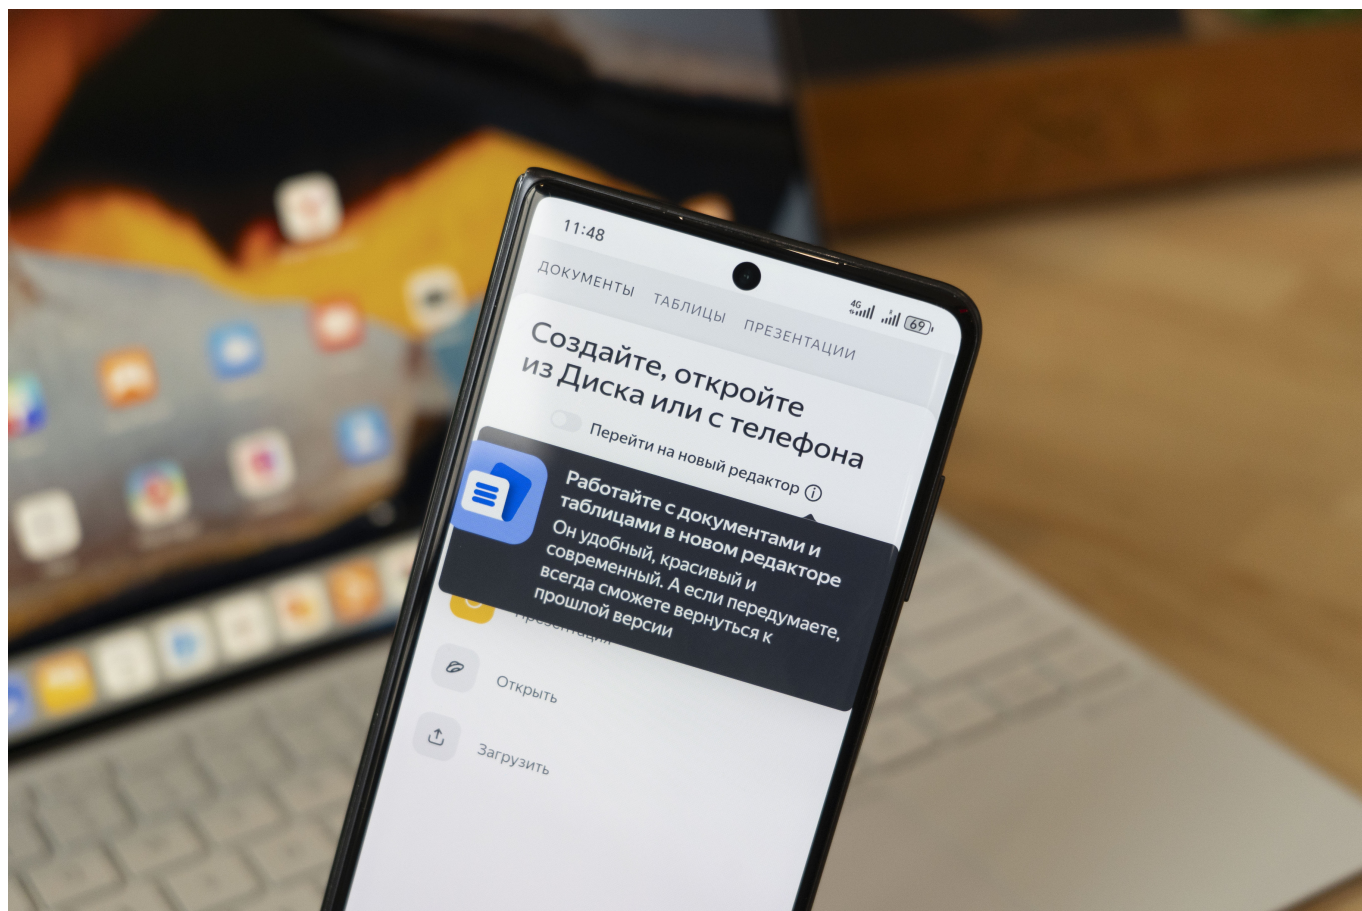 11:48
4G
69
ДОКУМЕНТЫ ТАБЛИЦЫ ПРЕЗЕНТАЦИИ
Создайте, откройте
из Диска или с телефона
Перейти на новый редактор
Работайте с документами и
таблицами в новом редакторе
Он удобный, красивый и
современный. А если передумаете,
всегда сможете вернуться к
прошлой версии
Презентация
Открыть
Загрузить